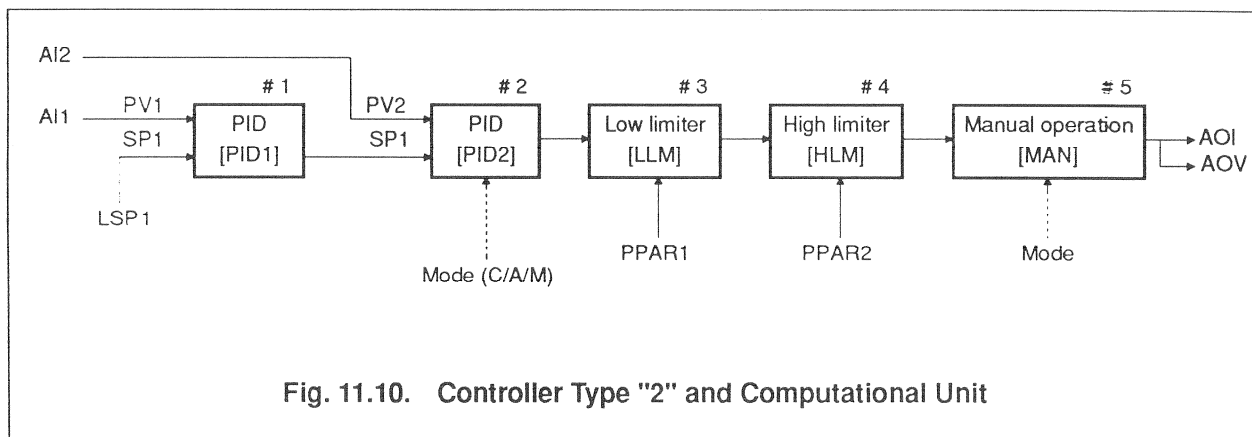 AI2
# 1 # 2 # 3 # 4 # 5
AI1 PV1 PID PV2 PID Low limiter High limiter Manual operation AOI
SP1 [PID1] SP1 [PID2] [LLM] [HLM] [MAN] AOV
LSP1
Mode (C/A/M) PPAR1 PPAR2 Mode
Fig. 11.10. Controller Type "2" and Computational Unit